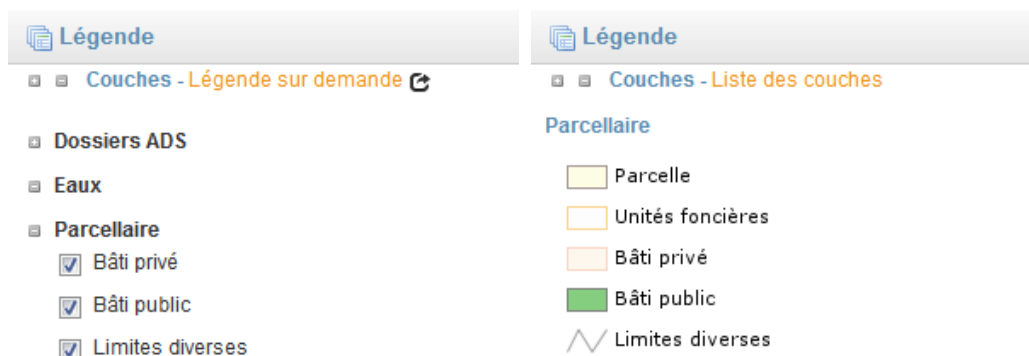 Légende
Couches - Légende sur demande
Dossiers ADS
Eaux
Parcellaire
Bâti privé
Bâti public
Limites diverses
Légende
Couches - Liste des couches
Parcellaire
Parcelle
Unités foncières
Bâti privé
Bâti public
Limites diverses